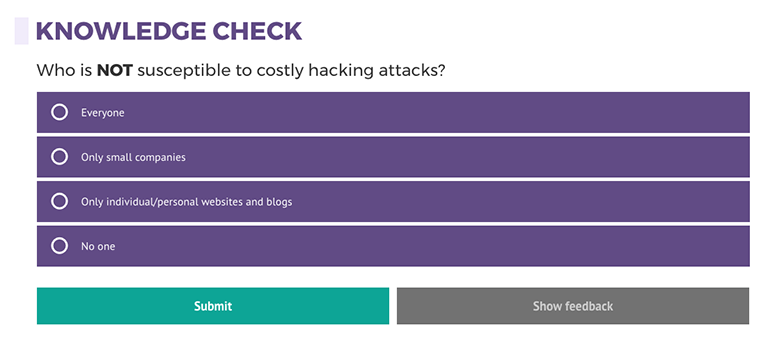 KNOWLEDGE CHECK
Who is NOT susceptible to costly hacking attacks?
Everyone
Only small companies
Only individual/personal websites and blogs
No one
Submit
Show feedback